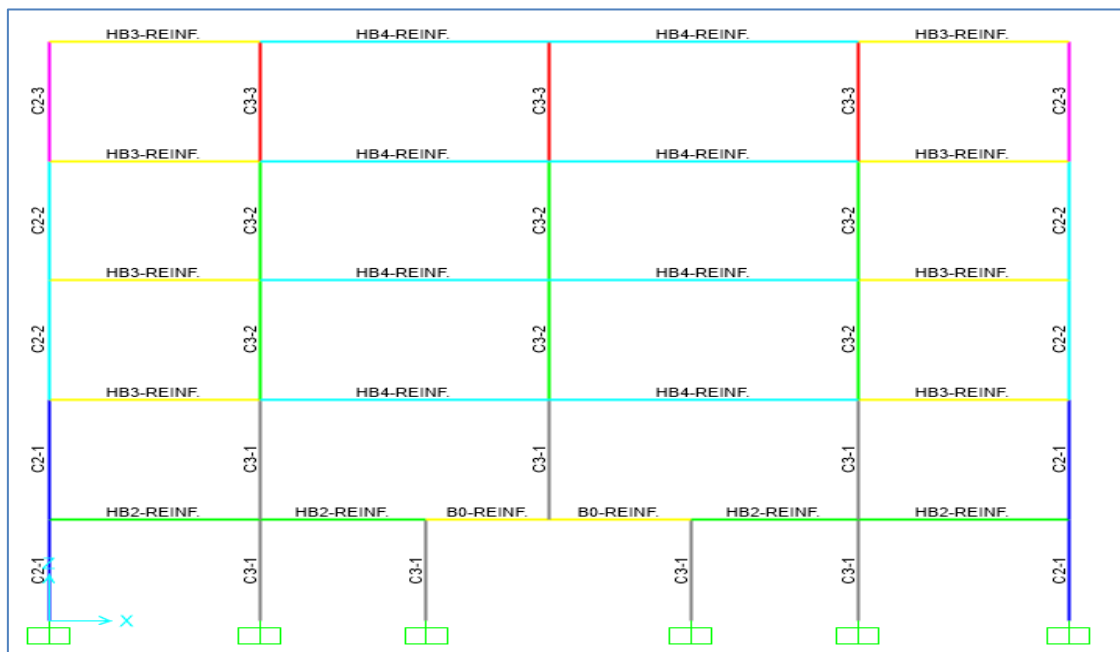 HB3-REINF. HB4-REINF. HB4-REINF. HB3-REINF.
C2-3 C3-3 C3-3 C3-3 C2-3
HB3-REINF. HB4-REINF. HB4-REINF. HB3-REINF.
C2-2 C3-2 C3-2 C3-2 C2-2
HB3-REINF. HB4-REINF. HB4-REINF. HB3-REINF.
C2-2 C3-2 C3-2 C3-2 C2-2
HB3-REINF. HB4-REINF. HB4-REINF. HB3-REINF.
C2-1 C3-1 C3-1 C3-1 C2-1
HB2-REINF. HB2-REINF. B0-REINF. B0-REINF. HB2-REINF. HB2-REINF.
Z
C2-1 C3-1 C3-1 C3-1 C3-1 C2-1
X